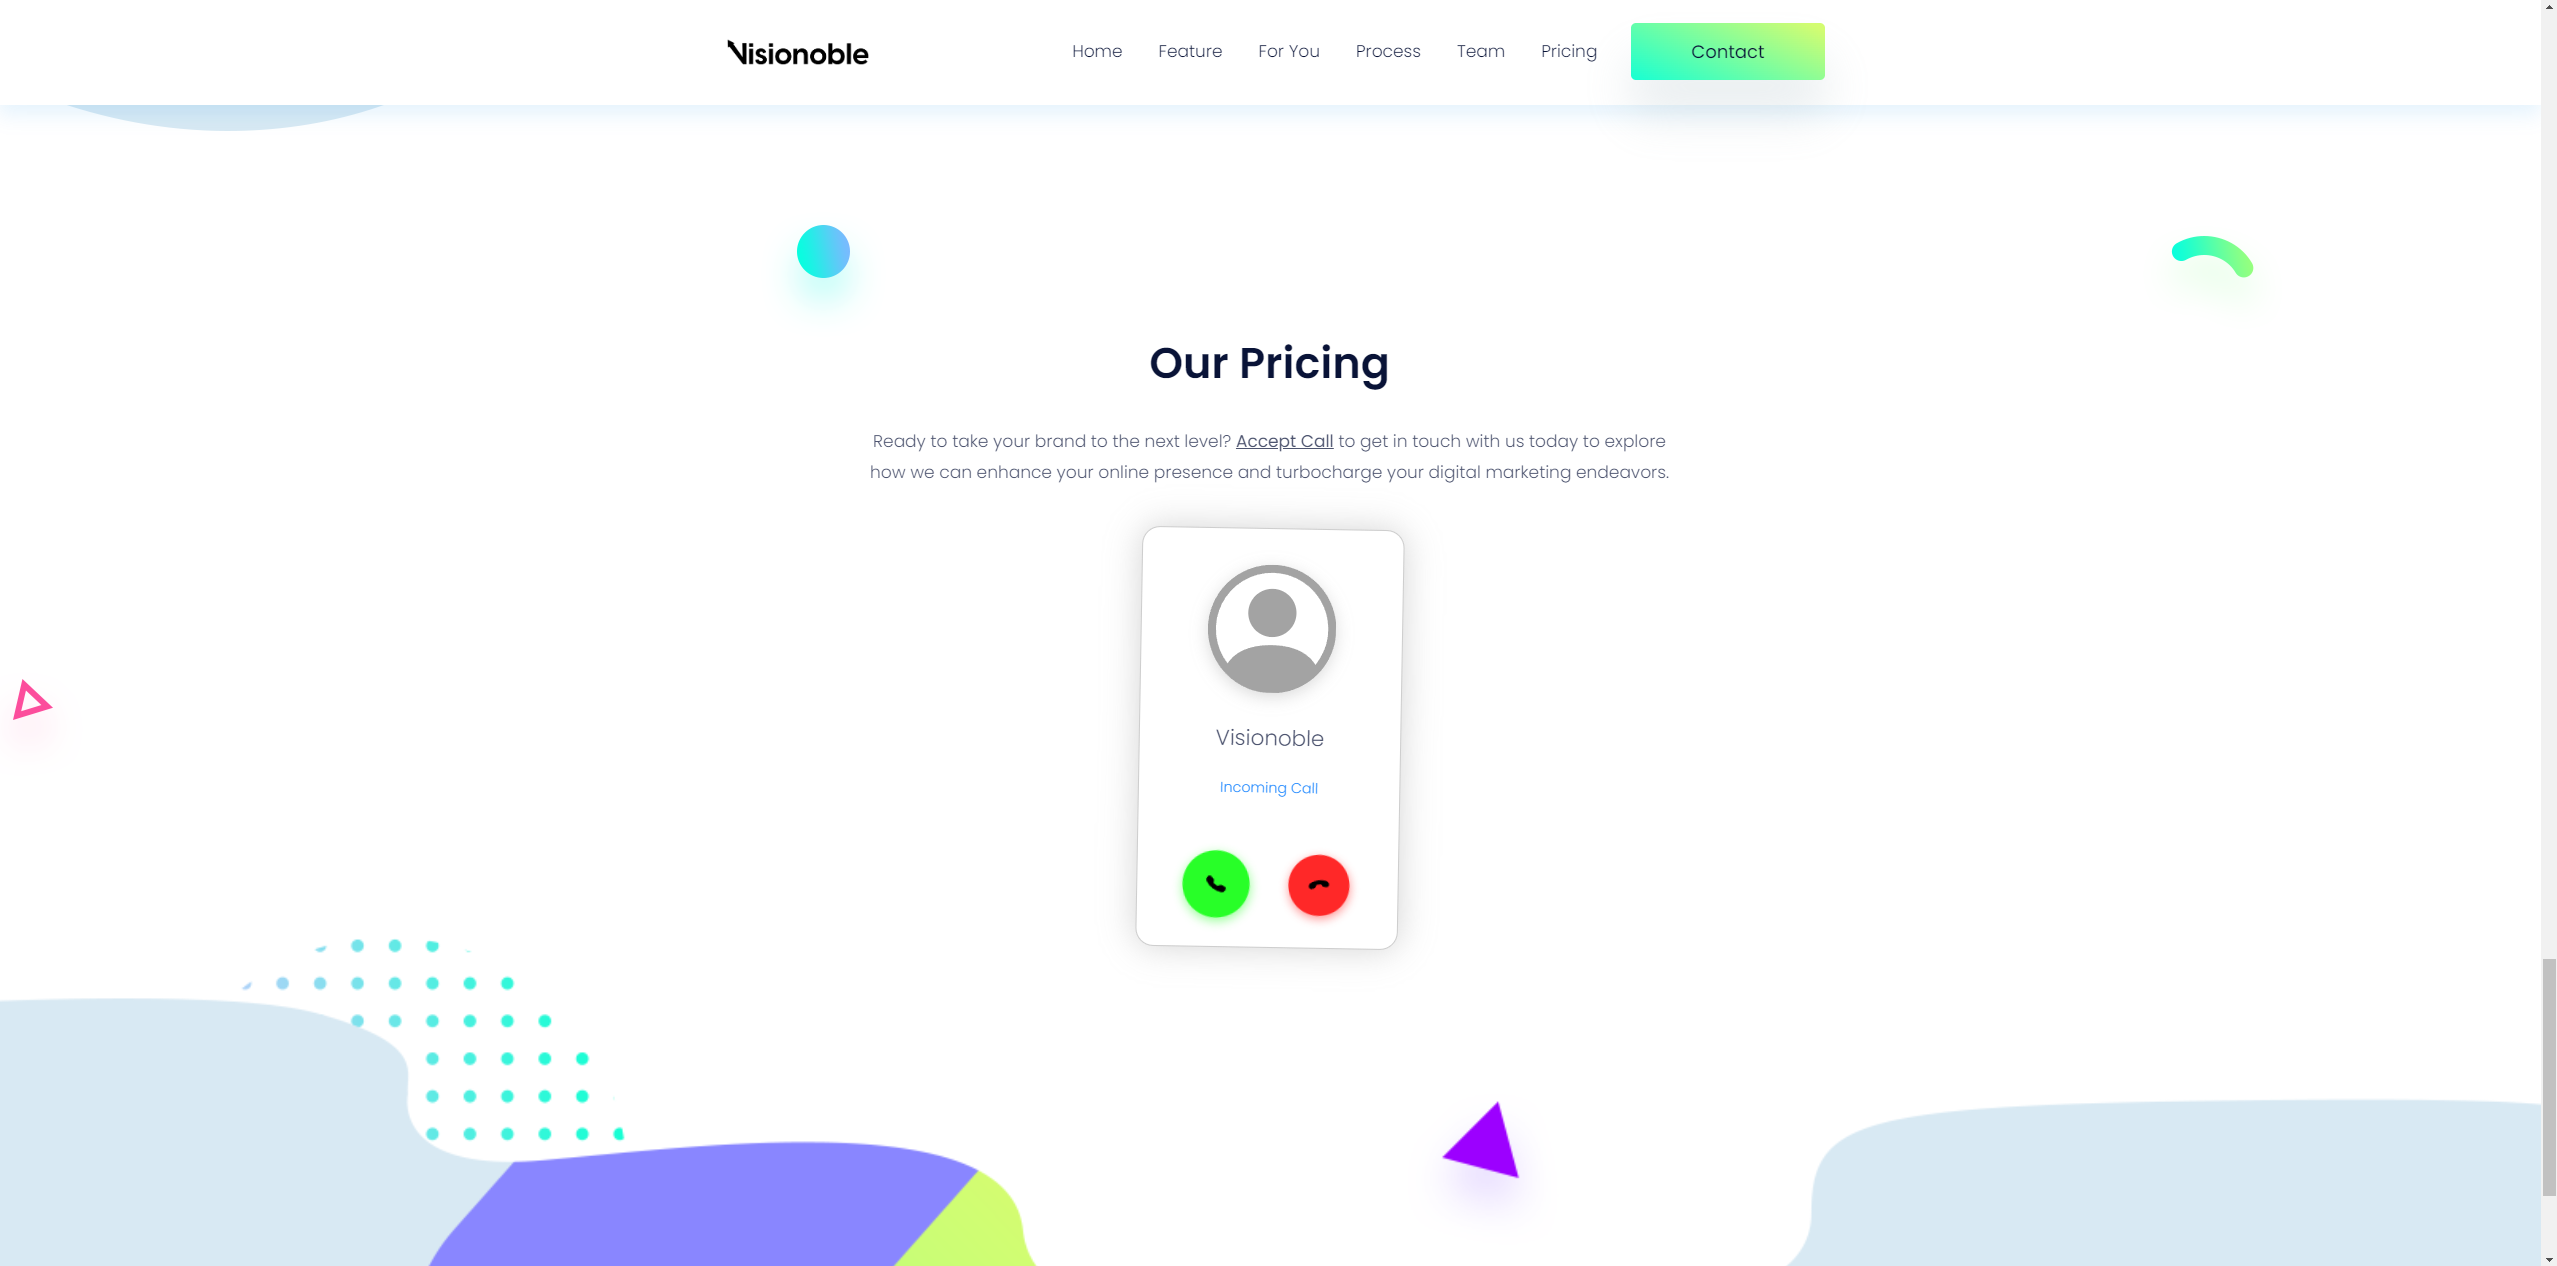 Visionoble
Home
Feature
For You
Process
Team
Pricing
Contact
Our Pricing
Ready to take your brand to the next level? Accept Call to get in touch with us today to explore
how we can enhance your online presence and turbocharge your digital marketing endeavors.
Visionoble
Incoming Call